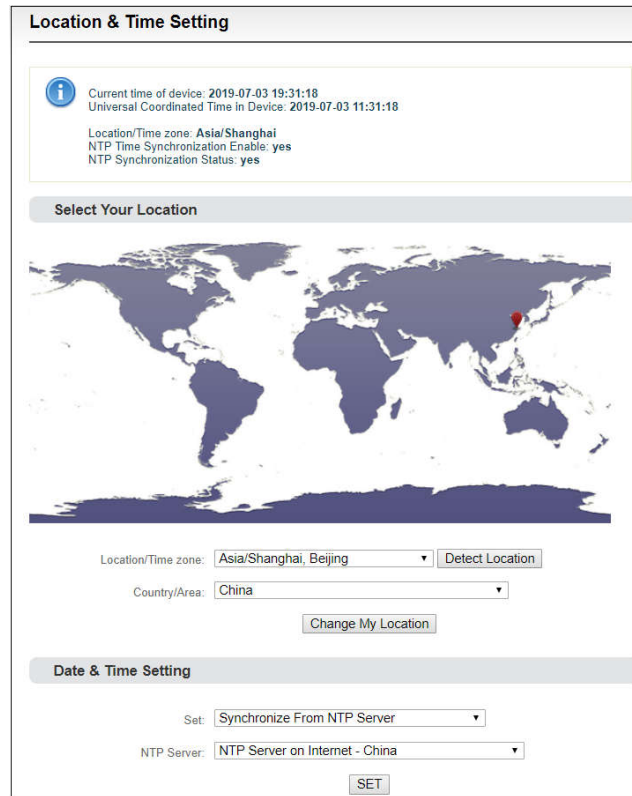 Location & Time Setting
Current time of device: 2019-07-03 19:31:18
Universal Coordinated Time in Device: 2019-07-03 11:31:18
Location/Time zone: Asia/Shanghai
NTP Time Synchronization Enable: yes
NTP Synchronization Status: yes
Select Your Location
Location/Time zone: Asia/Shanghai, Beijing Detect Location
Country/Area: China
Change My Location
Date & Time Setting
Set: Synchronize From NTP Server
NTP Server: NTP Server on Internet - China
SET